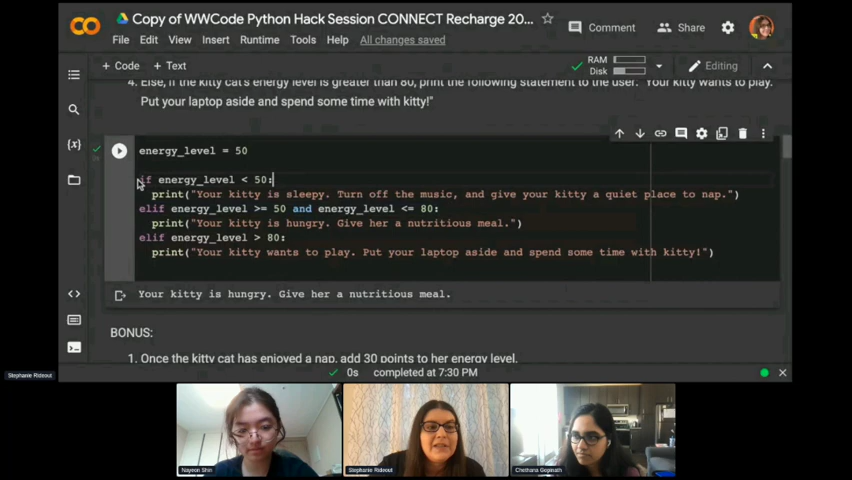 Copy of WWCode Python Hack Session CONNECT Recharge 20...
Comment
Share
File Edit View Insert Runtime Tools Help All changes saved
+ Code + Text
RAM
Disk
Editing
4. Else, if the kitty cat's energy level is greater than 80, print the following statement to the user: "Your kitty wants to play.
Put your laptop aside and spend some time with kitty!"
energy_level = 50
if energy_level < 50:
print("Your kitty is sleepy. Turn off the music, and give your kitty a quiet place to nap.")
elif energy_level >= 50 and energy_level <= 80:
print("Your kitty is hungry. Give her a nutritious meal.")
elif energy_level > 80:
print("Your kitty wants to play. Put your laptop aside and spend some time with kitty!")
Your kitty is hungry. Give her a nutritious meal.
BONUS:
1. Once the kitty cat has enjoyed a nap, add 30 points to her energy level.
0s completed at 7:30 PM
Stephanie Rideout
Nayeon Shin
Stephanie Rideout
Chethana Gopinath